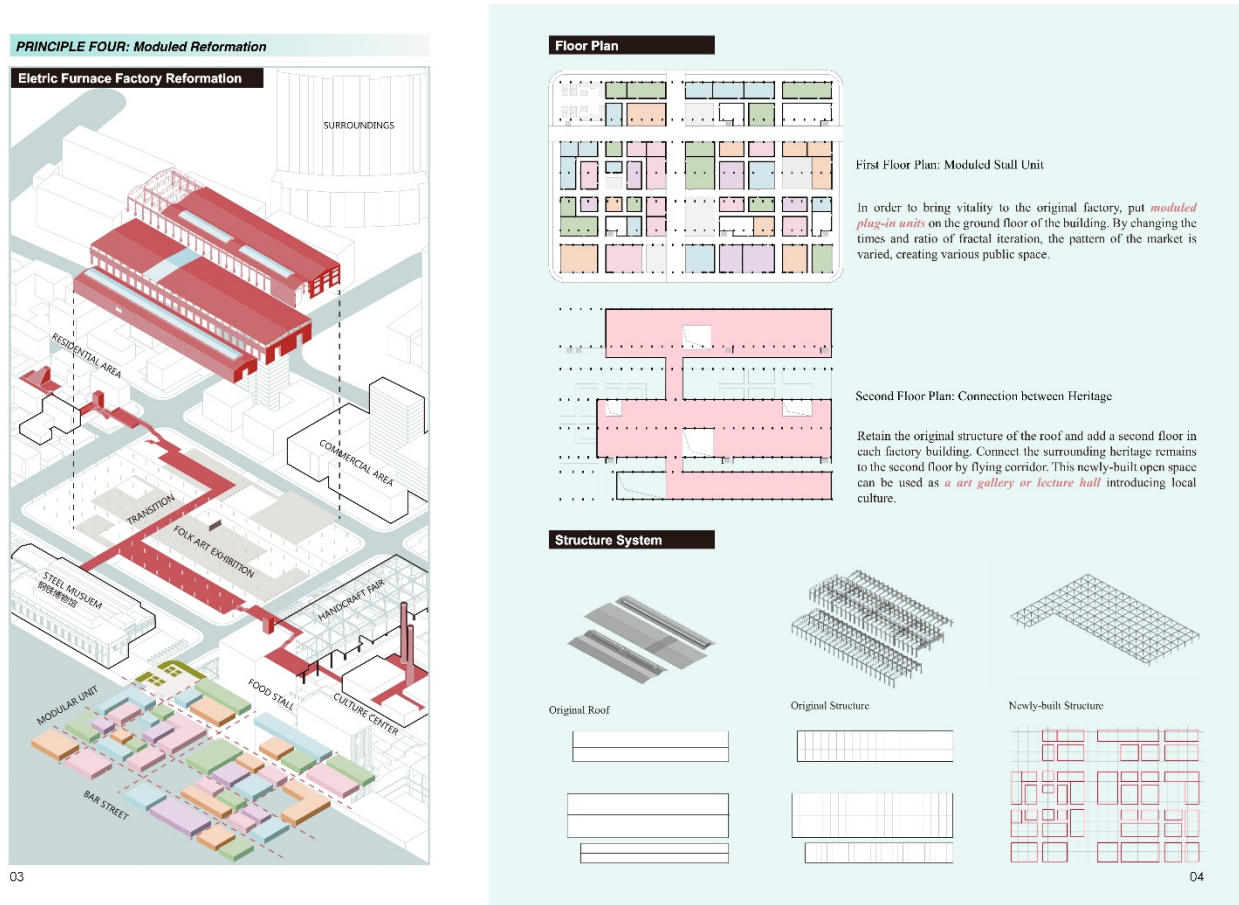 PRINCIPLE FOUR: Moduled Reformation
Eletric Furnace Factory Reformation
SURROUNDINGS
RESIDENTIAL AREA
COMMERCIAL AREA
TRANSITION
FOLK ART EXHIBITION
STEEL MUSUEM
钢铁博物馆
HANDCRAFT FAIR
MODULAR UNIT
FOOD STALL
CULTURE CENTER
BAR STREET
03
Floor Plan
First Floor Plan: Moduled Stall Unit
In order to bring vitality to the original factory, put moduled
plug-in units on the ground floor of the building. By changing the
times and ratio of fractal iteration, the pattern of the market is
varied, creating various public space.
Second Floor Plan: Connection between Heritage
Retain the original structure of the roof and add a second floor in
each factory building. Connect the surrounding heritage remains
to the second floor by flying corridor. This newly-built open space
can be used as a art gallery or lecture hall introducing local
culture.
Structure System
Original Roof
Original Structure
Newly-built Structure
04